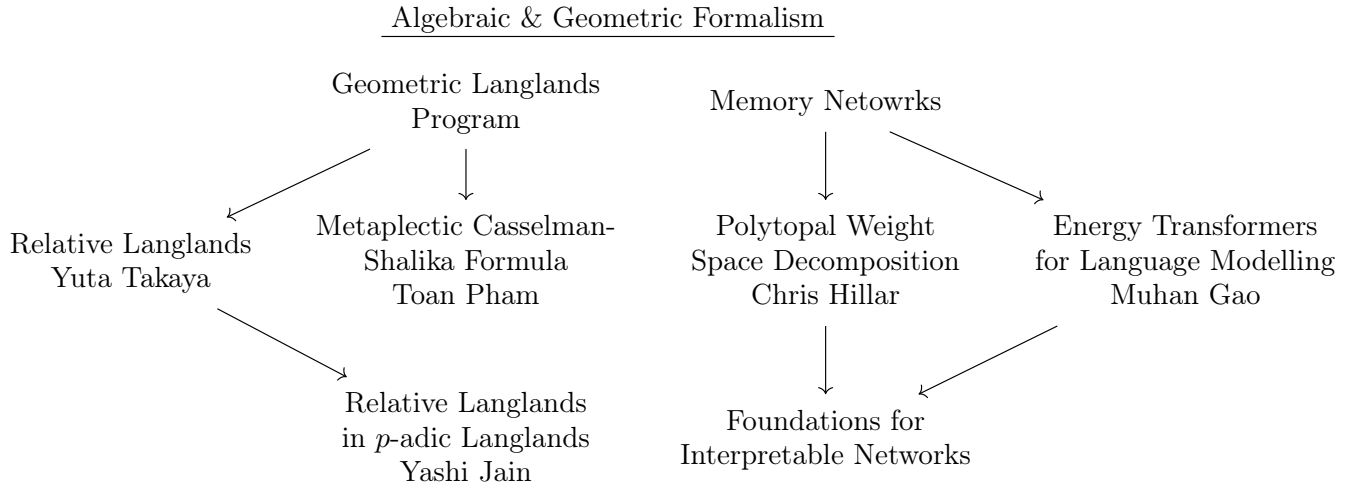 Algebraic & Geometric Formalism
Geometric Langlands
Program
Memory Netowrks
Relative Langlands
Yuta Takaya
Metaplectic Casselman-
Shalika Formula
Toan Pham
Polytopal Weight
Space Decomposition
Chris Hillar
Energy Transformers
for Language Modelling
Muhan Gao
Relative Langlands
in p-adic Langlands
Yashi Jain
Foundations for
Interpretable Networks